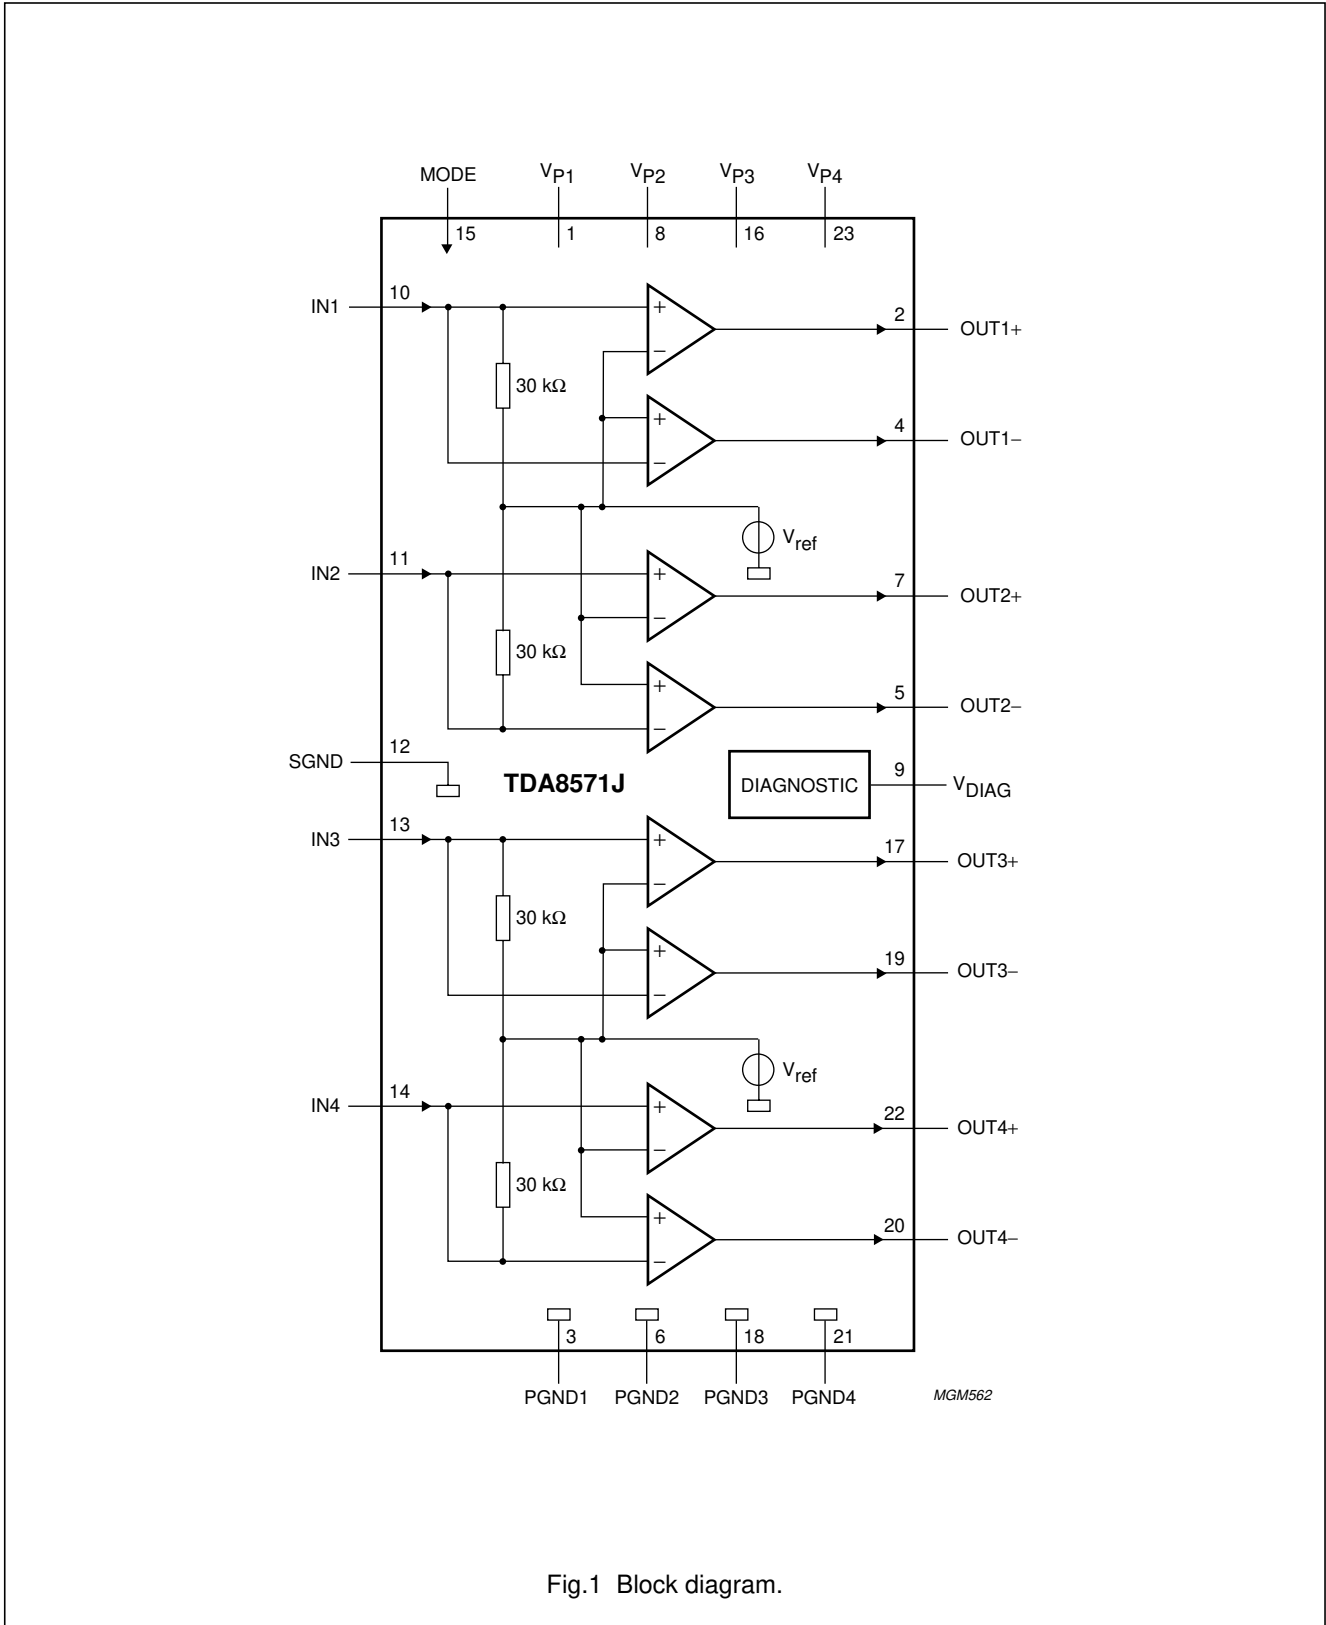 MODE VP1 VP2 VP3 VP4
15 1 8 16 23
IN1 10 + 2 OUT1+
−
30 kΩ
+ 4 OUT1−
−
Vref
IN2 11 + 7 OUT2+
−
30 kΩ
+ 5 OUT2−
−
SGND 12
TDA8571J DIAGNOSTIC 9 VDIAG
IN3 13 + 17 OUT3+
−
30 kΩ
+ 19 OUT3−
−
Vref
IN4 14 + 22 OUT4+
−
30 kΩ
+ 20 OUT4−
−
3 6 18 21
PGND1 PGND2 PGND3 PGND4 MGM562
Fig.1 Block diagram.